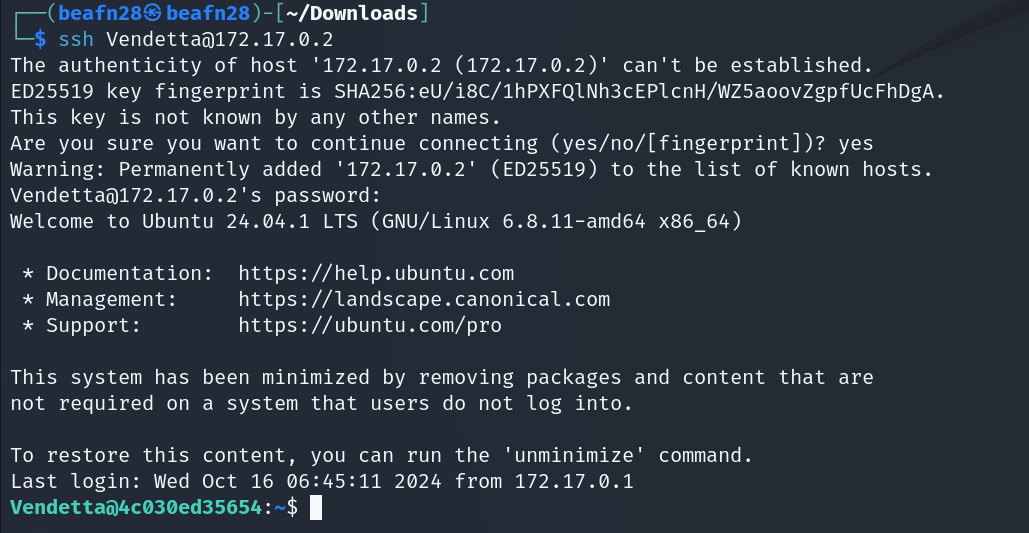 ┌──(beafn28㉿beafn28)-[~/Downloads]
└─$ ssh Vendetta@172.17.0.2
The authenticity of host '172.17.0.2 (172.17.0.2)' can't be established.
ED25519 key fingerprint is SHA256:eU/i8C/1hPXFQlNh3cEPlcnH/WZ5aoovZgpfUcFhDgA.
This key is not known by any other names.
Are you sure you want to continue connecting (yes/no/[fingerprint])? yes
Warning: Permanently added '172.17.0.2' (ED25519) to the list of known hosts.
Vendetta@172.17.0.2's password:
Welcome to Ubuntu 24.04.1 LTS (GNU/Linux 6.8.11-amd64 x86_64)

 * Documentation:  https://help.ubuntu.com
 * Management:     https://landscape.canonical.com
 * Support:        https://ubuntu.com/pro

This system has been minimized by removing packages and content that are
not required on a system that users do not log into.

To restore this content, you can run the 'unminimize' command.
Last login: Wed Oct 16 06:45:11 2024 from 172.17.0.1
Vendetta@4c030ed35654:~$